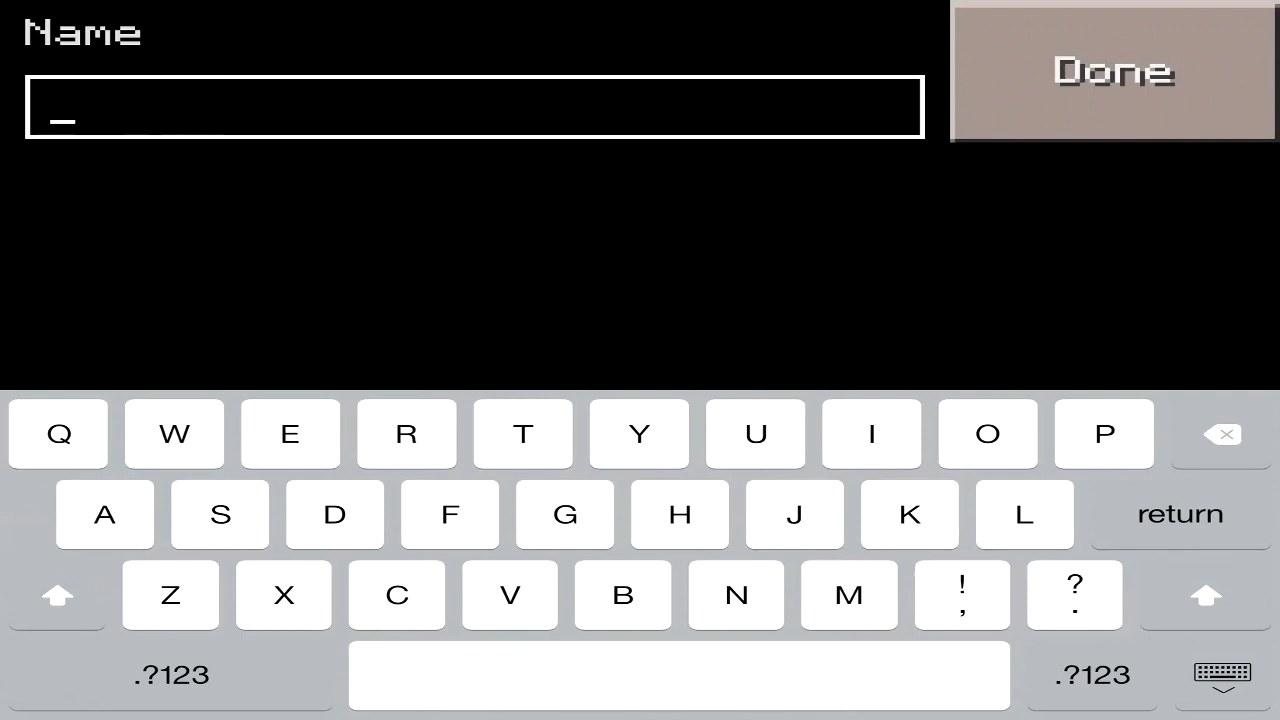 Name
Done
_
Q W E R T Y U I O P
A S D F G H J K L return
Z X C V B N M ! , ? .
.?123 .?123